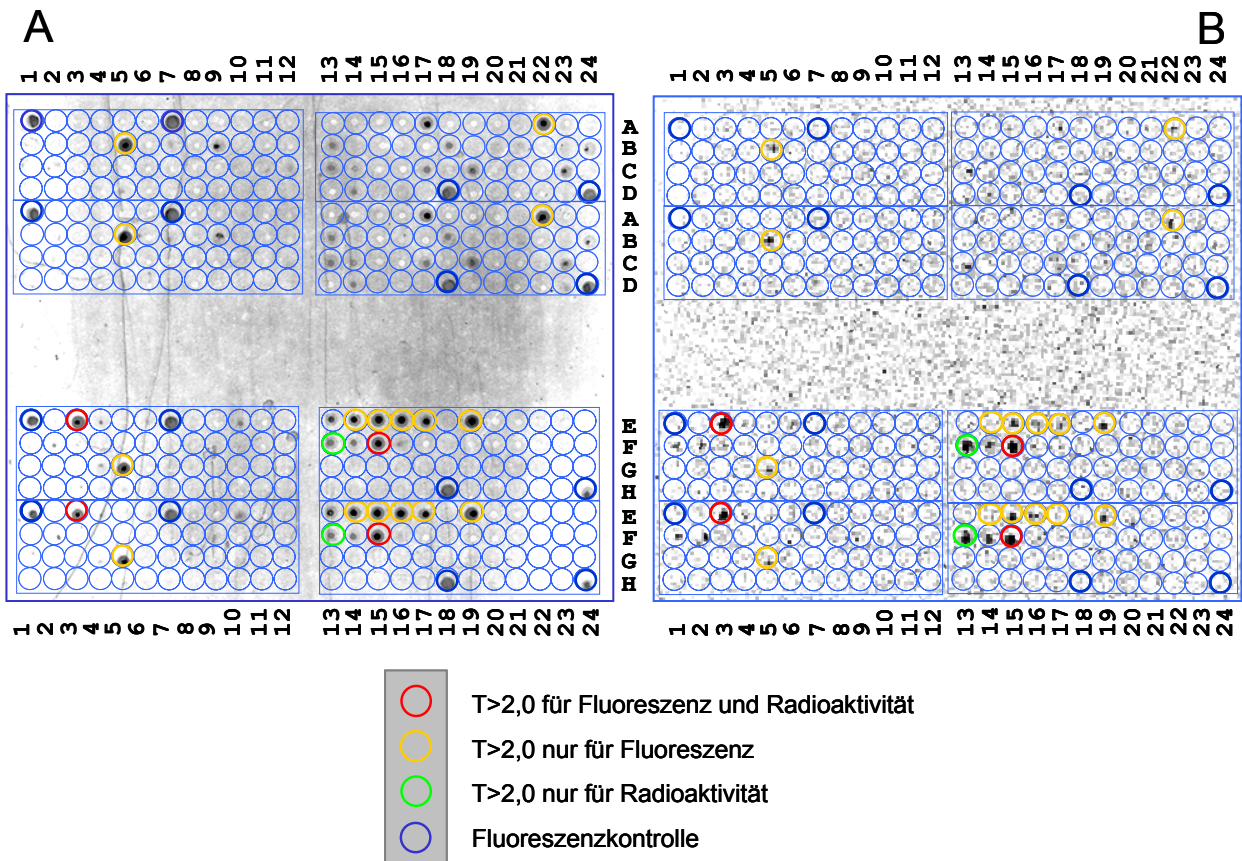 A B
1 2 3 4 5 6 7 8 9 10 11 12 13 14 15 16 17 18 19 20 21 22 23 24 1 2 3 4 5 6 7 8 9 10 11 12 13 14 15 16 17 18 19 20 21 22 23 24
A
B
C
D
A
B
C
D
E
F
G
H
E
F
G
H
1 2 3 4 5 6 7 8 9 10 12 13 14 15 16 17 18 19 20 21 22 23 24 1 2 3 4 5 6 7 8 9 10 11 12 13 14 15 16 17 18 19 20 21 22 23 24
T>2,0 für Fluoreszenz und Radioaktivität
T>2,0 nur für Fluoreszenz
T>2,0 nur für Radioaktivität
Fluoreszenzkontrolle